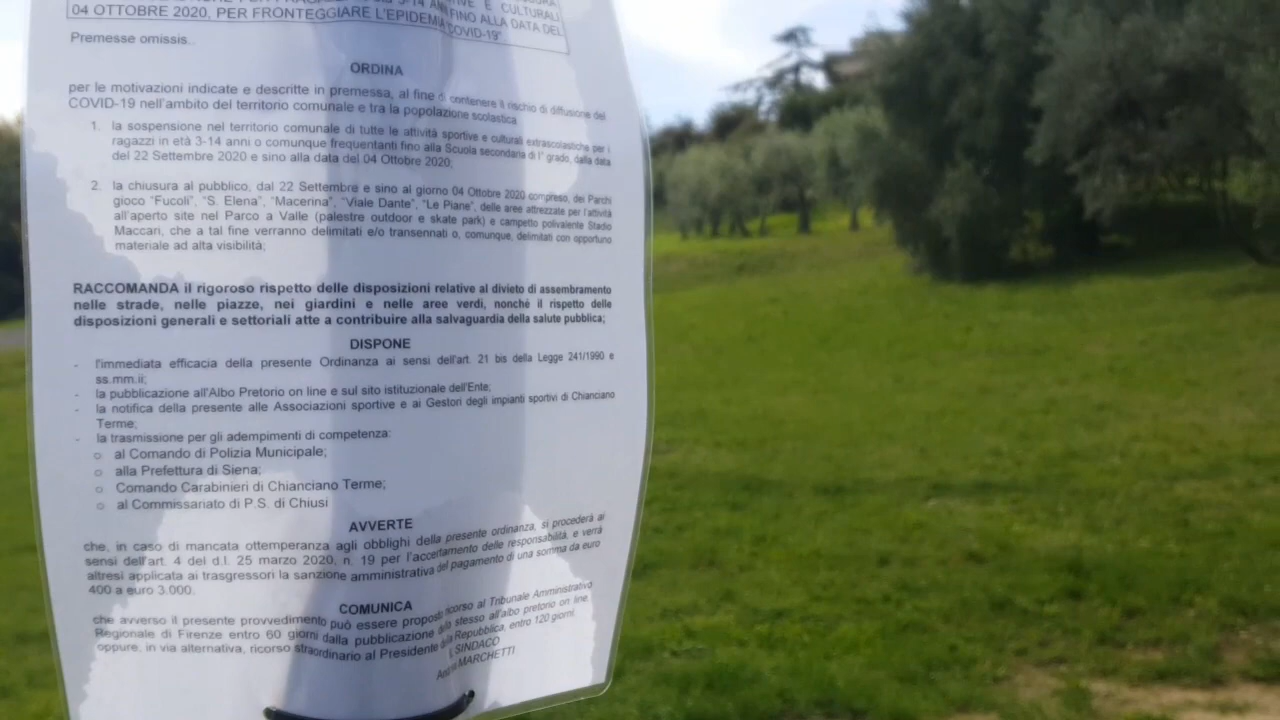 3-14
E CULTURALI
04 OTTOBRE 2020, PER FRONTEGGIARE L'EPIDEMIA COVID-19" FINO ALLA DATA DEL
Premesse omissis..
ORDINA
per le motivazioni indicate e descritte in premessa, al fine di contenere il rischio di diffusione del
COVID-19 nell'ambito del territorio comunale e tra la popolazione scolastica
1. la sospensione nel territorio comunale di tutte le attività sportive e culturali extrascolastiche per i
ragazzi in età 3-14 anni o comunque frequentanti fino alla Scuola secondaria di I° grado, dalla data
del 22 Settembre 2020 e sino alla data del 04 Ottobre 2020;
2. la chiusura al pubblico, dal 22 Settembre e sino al giorno 04 Ottobre 2020 compreso, dei Parchi
gioco "Fucoli", "S. Elena", "Macerina", "Viale Dante", "Le Piane", delle aree attrezzate per l'attività
all'aperto site nel Parco a Valle (palestre outdoor e skate park) e campetto polivalente Stadio
Maccari, che a tal fine verranno delimitati e/o transennati o, comunque, delimitati con opportuno
materiale ad alta visibilità;
RACCOMANDA il rigoroso rispetto delle disposizioni relative al divieto di assembramento
nelle strade, nelle piazze, nei giardini e nelle aree verdi, nonché il rispetto delle
disposizioni generali e settoriali atte a contribuire alla salvaguardia della salute pubblica;
DISPONE
- l'immediata efficacia della presente Ordinanza ai sensi dell'art. 21 bis della Legge 241/1990 e
ss.mm.ii;
- la pubblicazione all'Albo Pretorio on line e sul sito istituzionale dell'Ente;
- la notifica della presente alle Associazioni sportive e ai Gestori degli impianti sportivi di Chianciano
Terme;
- la trasmissione per gli adempimenti di competenza:
o al Comando di Polizia Municipale;
o alla Prefettura di Siena;
o Comando Carabinieri di Chianciano Terme;
o al Commissariato di P.S. di Chiusi
AVVERTE
che, in caso di mancata ottemperanza agli obblighi della presente ordinanza, si procederà ai
sensi dell'art. 4 del d.l. 25 marzo 2020, n. 19 per l'accertamento delle responsabilità, e verrà
altresì applicata ai trasgressori la sanzione amministrativa del pagamento di una somma da euro
400 a euro 3.000.
COMUNICA
che avverso il presente provvedimento può essere proposto ricorso al Tribunale Amministrativo
Regionale di Firenze entro 60 giorni dalla pubblicazione dello stesso all'albo pretorio on line,
oppure, in via alternativa, ricorso straordinario al Presidente della Repubblica, entro 120 giorni.
IL SINDACO
MARCHETTI